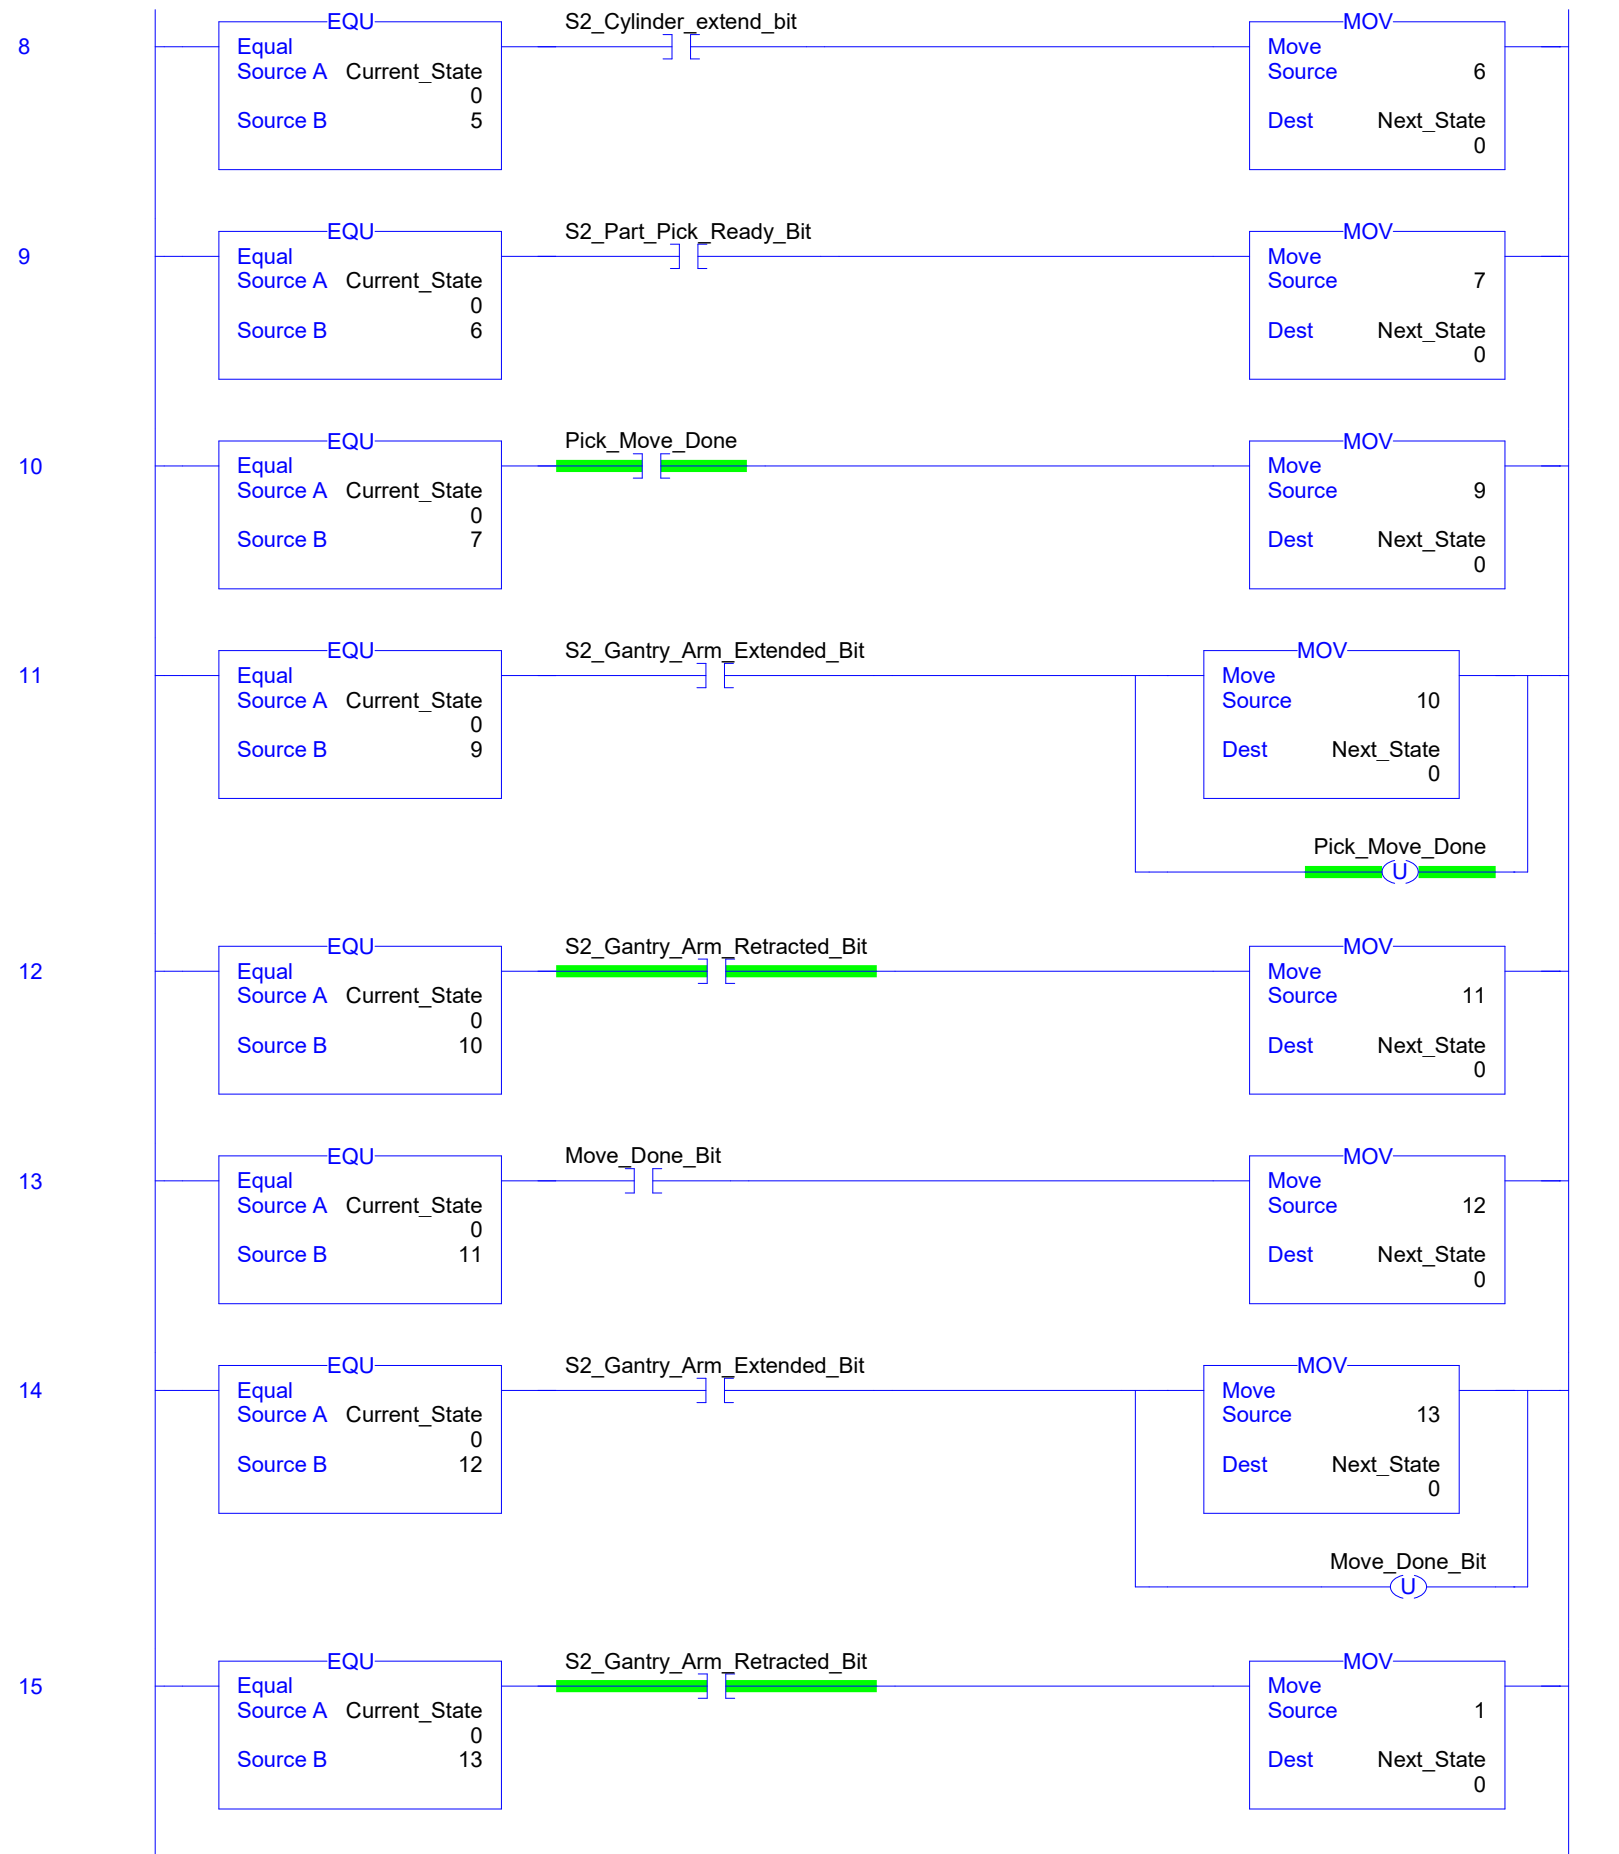 8
EQU
Equal
Source A Current_State
0
Source B 5
S2_Cylinder_extend_bit
MOV
Move
Source 6
Dest Next_State
0
9
EQU
Equal
Source A Current_State
0
Source B 6
S2_Part_Pick_Ready_Bit
MOV
Move
Source 7
Dest Next_State
0
10
EQU
Equal
Source A Current_State
0
Source B 7
Pick_Move_Done
MOV
Move
Source 9
Dest Next_State
0
11
EQU
Equal
Source A Current_State
0
Source B 9
S2_Gantry_Arm_Extended_Bit
MOV
Move
Source 10
Dest Next_State
0
Pick_Move_Done
U
12
EQU
Equal
Source A Current_State
0
Source B 10
S2_Gantry_Arm_Retracted_Bit
MOV
Move
Source 11
Dest Next_State
0
13
EQU
Equal
Source A Current_State
0
Source B 11
Move_Done_Bit
MOV
Move
Source 12
Dest Next_State
0
14
EQU
Equal
Source A Current_State
0
Source B 12
S2_Gantry_Arm_Extended_Bit
MOV
Move
Source 13
Dest Next_State
0
Move_Done_Bit
U
15
EQU
Equal
Source A Current_State
0
Source B 13
S2_Gantry_Arm_Retracted_Bit
MOV
Move
Source 1
Dest Next_State
0